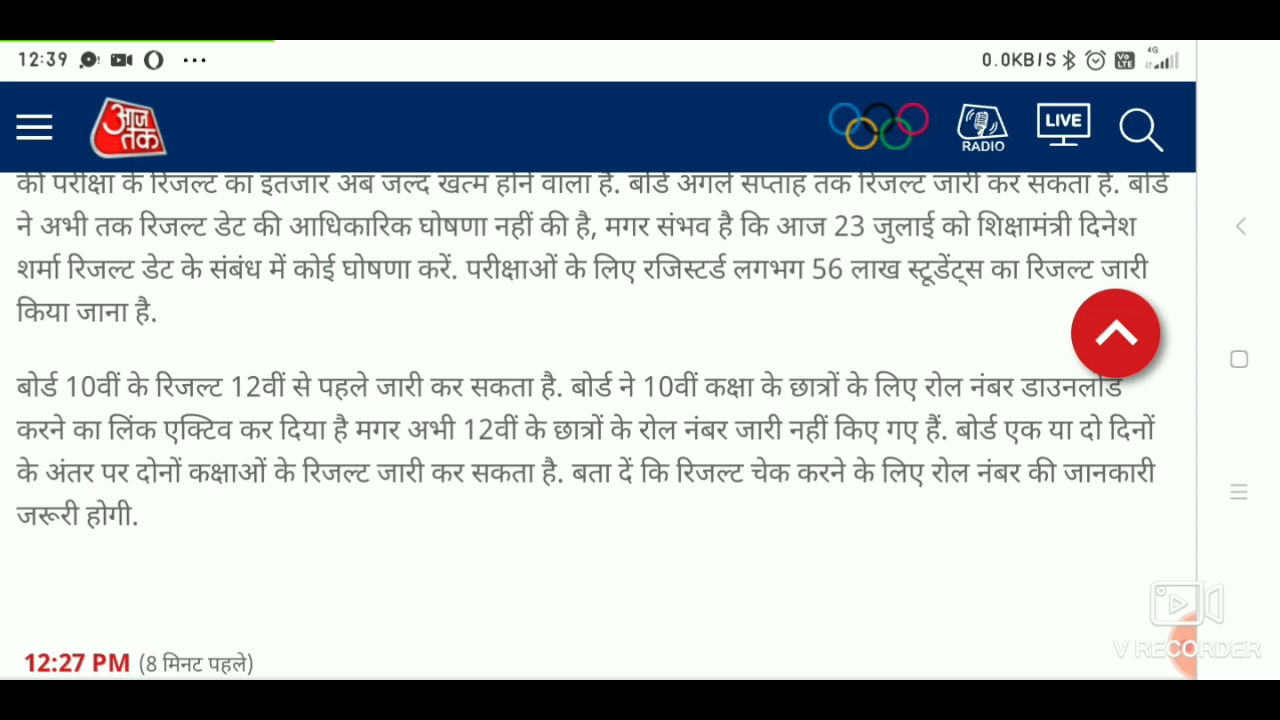 12:39
0.0KB/S
4G
Vo
LTE
आज
तक
RADIO
LIVE
की परीक्षा के रिजल्ट का इंतजार अब जल्द खत्म होने वाला है. बोर्ड अगले सप्ताह तक रिजल्ट जारी कर सकता है. बोर्ड
ने अभी तक रिजल्ट डेट की आधिकारिक घोषणा नहीं की है, मगर संभव है कि आज 23 जुलाई को शिक्षामंत्री दिनेश
शर्मा रिजल्ट डेट के संबंध में कोई घोषणा करें. परीक्षाओं के लिए रजिस्टर्ड लगभग 56 लाख स्टूडेंट्स का रिजल्ट जारी
किया जाना है.
बोर्ड 10वीं के रिजल्ट 12वीं से पहले जारी कर सकता है. बोर्ड ने 10वीं कक्षा के छात्रों के लिए रोल नंबर डाउनलोड
करने का लिंक एक्टिव कर दिया है मगर अभी 12वीं के छात्रों के रोल नंबर जारी नहीं किए गए हैं. बोर्ड एक या दो दिनों
के अंतर पर दोनों कक्षाओं के रिजल्ट जारी कर सकता है. बता दें कि रिजल्ट चेक करने के लिए रोल नंबर की जानकारी
जरूरी होगी.
V RECORDER
12:27 PM (8 मिनट पहले)